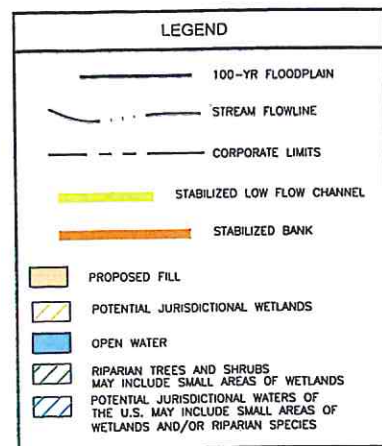 LEGEND
100-YR FLOODPLAIN
STREAM FLOWLINE
CORPORATE LIMITS
STABILIZED LOW FLOW CHANNEL
STABILIZED BANK
PROPOSED FILL
POTENTIAL JURISDICTIONAL WETLANDS
OPEN WATER
RIPARIAN TREES AND SHRUBS
MAY INCLUDE SMALL AREAS OF WETLANDS
POTENTIAL JURISDICTIONAL WATERS OF
THE U.S. MAY INCLUDE SMALL AREAS OF
WETLANDS AND/OR RIPARIAN SPECIES